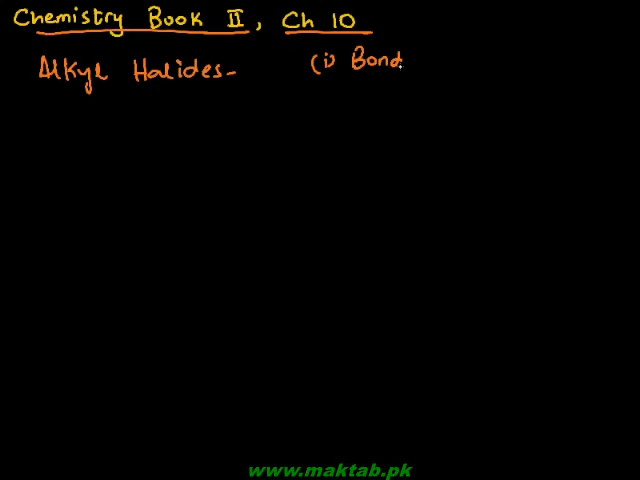 Chemistry Book II, Ch 10
Alkyl Halides- (i) Bond
www.maktab.pk